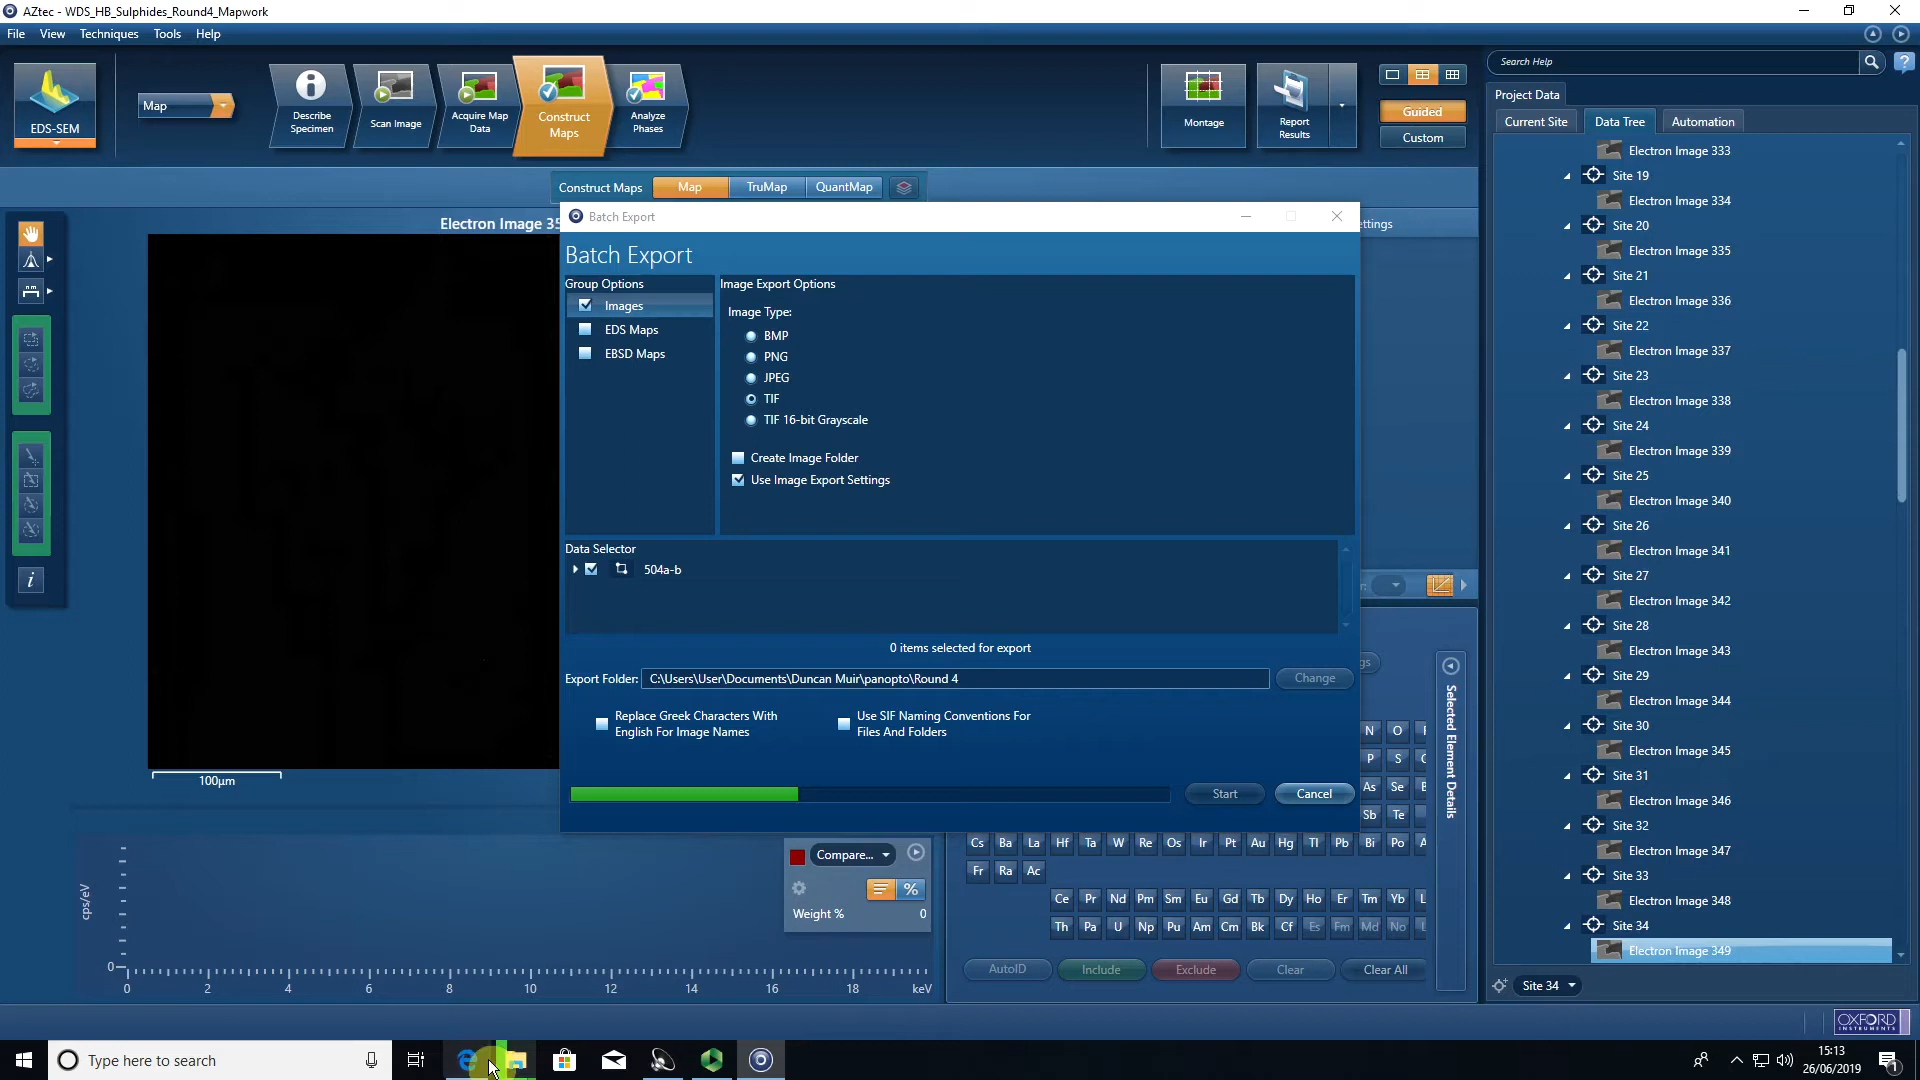 AZtec - WDS_HB_Sulphides_Round4_Mapwork
File View Techniques Tools Help
Search Help
EDS-SEM
Map
Describe Specimen
Scan Image
Acquire Map Data
Construct Maps
Analyze Phases
Montage
Report Results
Guided
Custom
Project Data
Current Site Data Tree Automation
Construct Maps Map TruMap QuantMap
Electron Image 35
Batch Export
Batch Export
Group Options
Images
EDS Maps
EBSD Maps
Image Export Options
Image Type:
BMP
PNG
JPEG
TIF
TIF 16-bit Grayscale
Create Image Folder
Use Image Export Settings
Data Selector
504a-b
0 items selected for export
Export Folder: C:\Users\User\Documents\Duncan Muir\panopto\Round 4
Change
Replace Greek Characters With
English For Image Names
Use SIF Naming Conventions For
Files And Folders
Start
Cancel
ttings
100µm
cps/eV
0
0 2 4 6 8 10 12 14 16 18 keV
Compare...
%
Weight % 0
N O
P S
As Se
Sb Te
Cs Ba La Hf Ta W Re Os Ir Pt Au Hg Tl Pb Bi Po
Fr Ra Ac
Ce Pr Nd Pm Sm Eu Gd Tb Dy Ho Er Tm Yb
Th Pa U Np Pu Am Cm Bk Cf Es Fm Md No
AutoID Include Exclude Clear Clear All
Selected Element Details
Electron Image 333
Site 19
Electron Image 334
Site 20
Electron Image 335
Site 21
Electron Image 336
Site 22
Electron Image 337
Site 23
Electron Image 338
Site 24
Electron Image 339
Site 25
Electron Image 340
Site 26
Electron Image 341
Site 27
Electron Image 342
Site 28
Electron Image 343
Site 29
Electron Image 344
Site 30
Electron Image 345
Site 31
Electron Image 346
Site 32
Electron Image 347
Site 33
Electron Image 348
Site 34
Electron Image 349
Site 34
OXFORD
INSTRUMENTS
Type here to search
15:13
26/06/2019
1